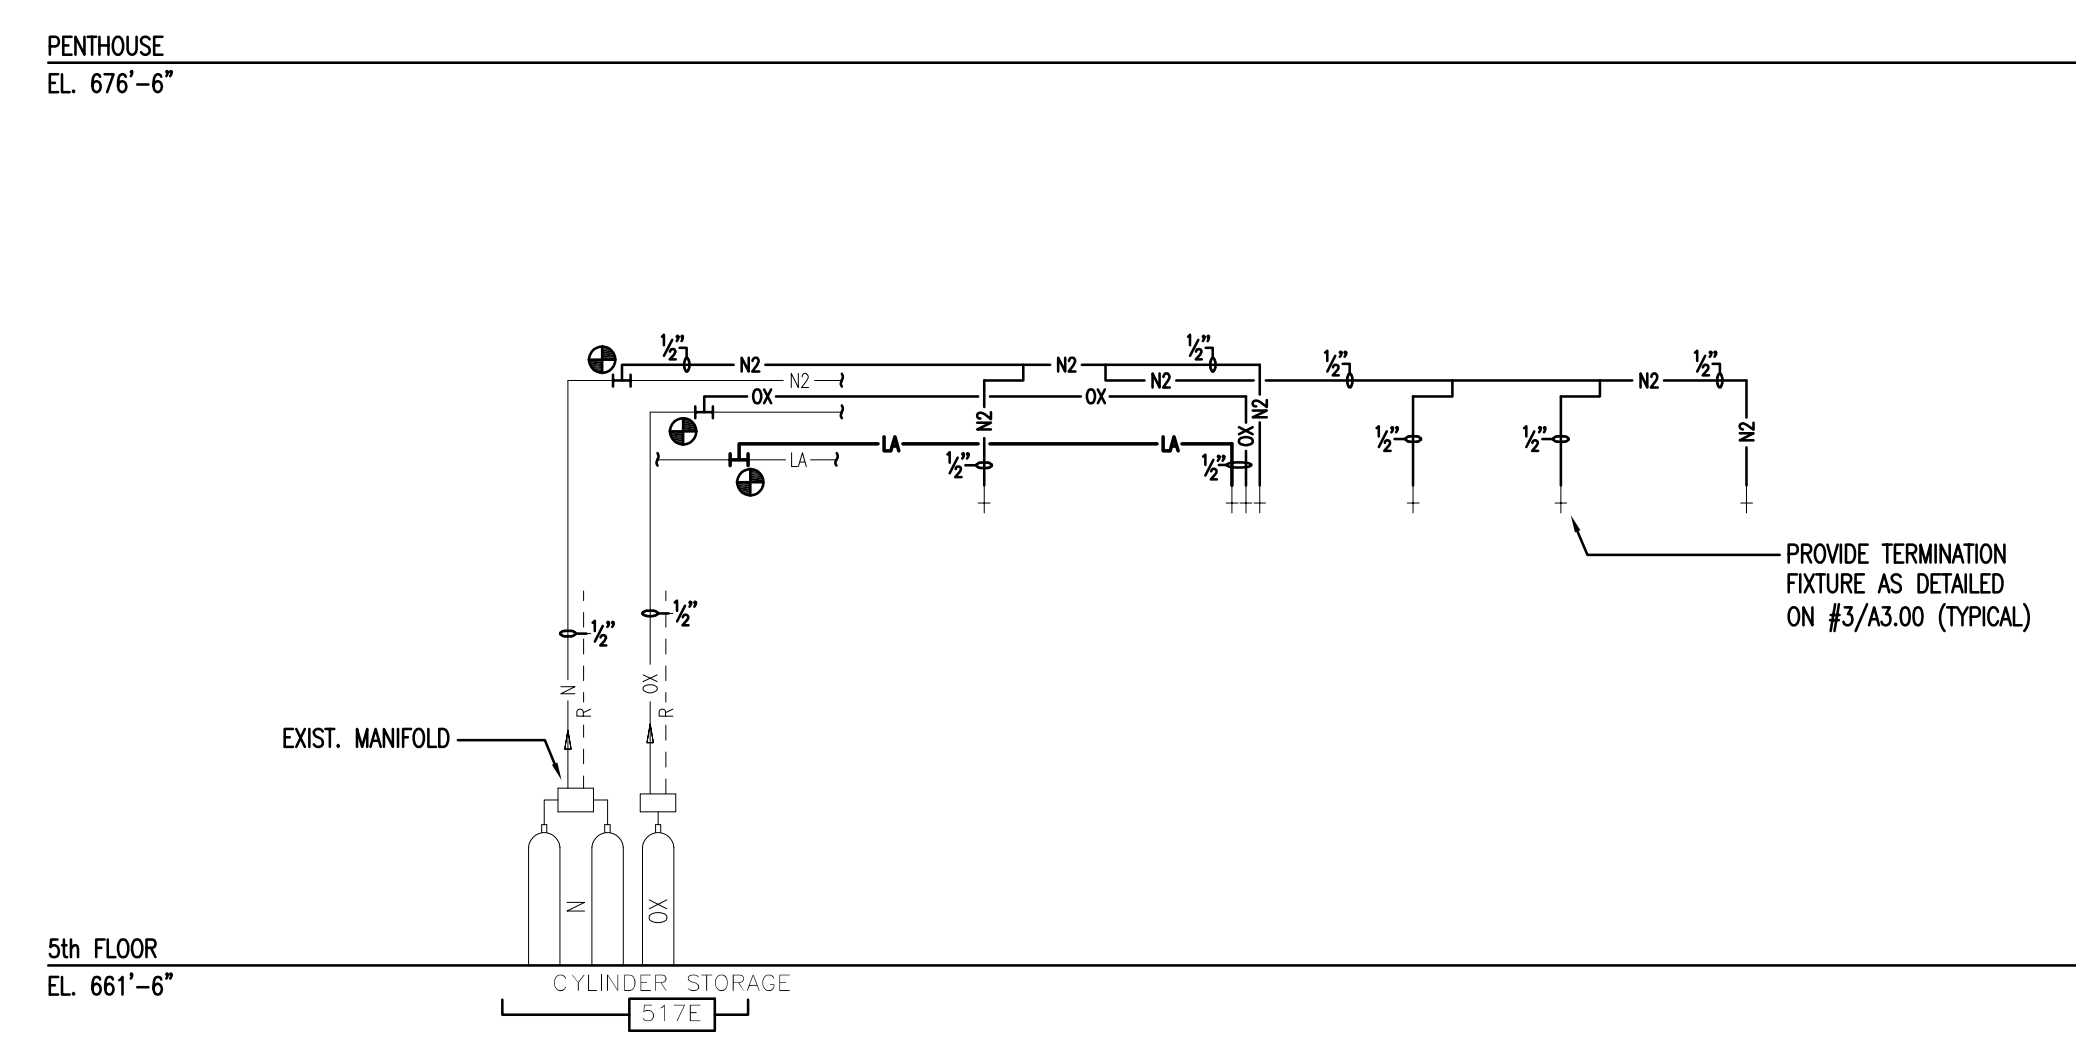 PENTHOUSE
EL. 676'-6"
½" ½"
N2 N2
½" ½"
N2 N2 N2
OX OX
N2 N2 OX N2
½" ½"
LA LA
LA ½" ½"
PROVIDE TERMINATION
FIXTURE AS DETAILED
ON #3/A3.00 (TYPICAL)
½" ½"
N OX
R R
EXIST. MANIFOLD
N OX
5th FLOOR
EL. 661'-6"
CYLINDER STORAGE
517E